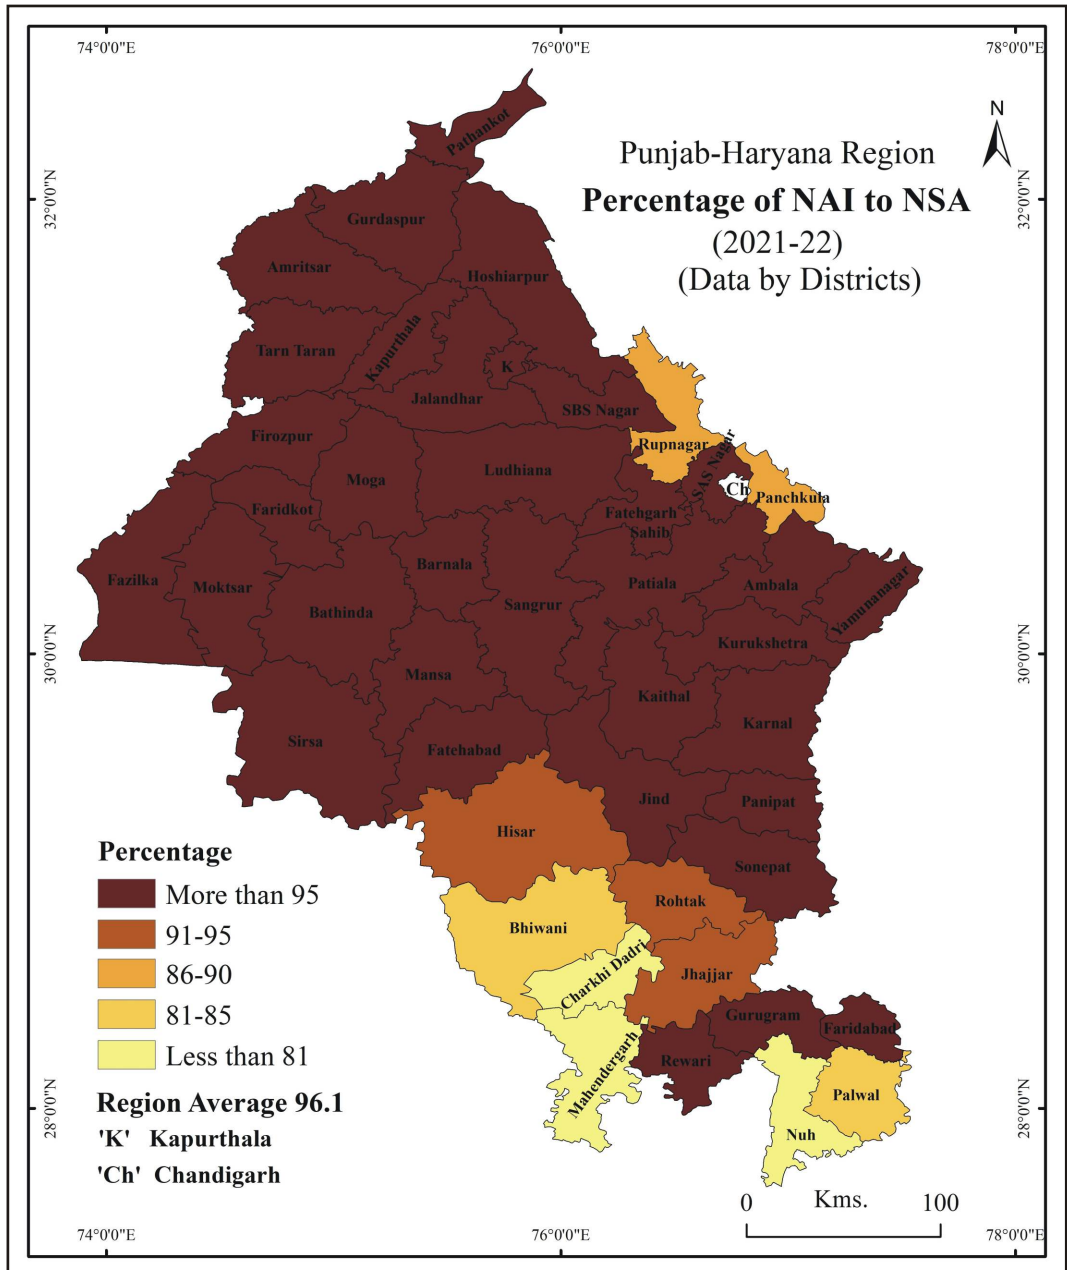 74°0'0"E
76°0'0"E
78°0'0"E
N
Punjab-Haryana Region
Percentage of NAI to NSA
(2021-22)
(Data by Districts)
32°0'0"N
32°0'0"N
Pathankot
Gurdaspur
Amritsar
Hoshiarpur
Tarn Taran
Kapurthala
K
Jalandhar
SBS Nagar
Firozpur
Rupnagar
SAS Nagar
Ludhiana
Moga
Ch
Panchkula
Faridkot
Fatehgarh
Sahib
Barnala
Fazilka
Moktsar
Patiala
Ambala
Yamunanagar
Bathinda
Sangrur
Kurukshetra
30°0'0"N
30°0'0"N
Mansa
Kaithal
Karnal
Sirsa
Fatehabad
Jind
Panipat
Hisar
Sonepat
Rohtak
Bhiwani
Charkhi Dadri
Jhajjar
Gurugram
Faridabad
Rewari
Mahendergarh
Palwal
Nuh
Percentage
More than 95
91-95
86-90
81-85
Less than 81
Region Average 96.1
'K' Kapurthala
'Ch' Chandigarh
28°0'0"N
28°0'0"N
0 Kms. 100
74°0'0"E
76°0'0"E
78°0'0"E